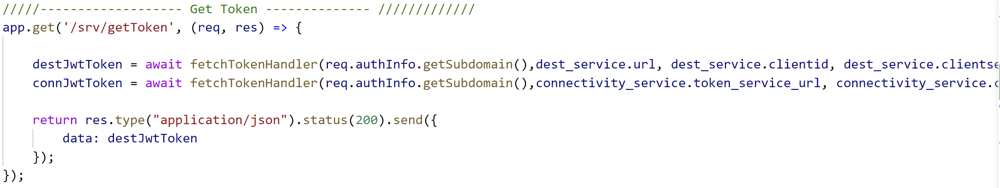 /////------------------- Get Token -------------- /////////////
app.get('/srv/getToken', (req, res) => {
destJwtToken = await fetchTokenHandler(req.authInfo.getSubdomain(),dest_service.url, dest_service.clientid, dest_service.clientse
connJwtToken = await fetchTokenHandler(req.authInfo.getSubdomain(),connectivity_service.token_service_url, connectivity_service.c
return res.type("application/json").status(200).send({
data: destJwtToken
});
});